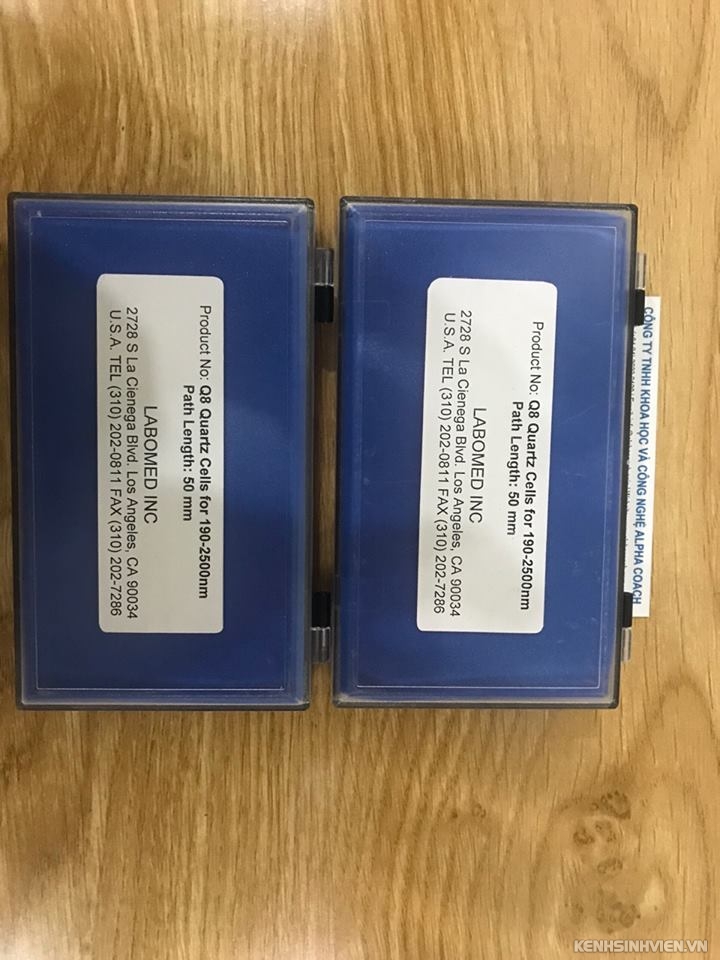 Product No: Q8 Quartz Cells for 190-2500nm
Path Length: 50 mm
LABOMED INC
2728 S La Cienega Blvd. Los Angeles, CA 90034
U.S.A. TEL (310) 202-0811 FAX (310) 202-7286
Product No: Q8 Quartz Cells for 190-2500nm
Path Length: 50 mm
LABOMED INC
2728 S La Cienega Blvd. Los Angeles, CA 90034
U.S.A. TEL (310) 202-0811 FAX (310) 202-7286
CÔNG TY TNHH KHOA HỌC VÀ CÔNG NGHỆ ALPHA COACH
KENHSINHVIEN.VN